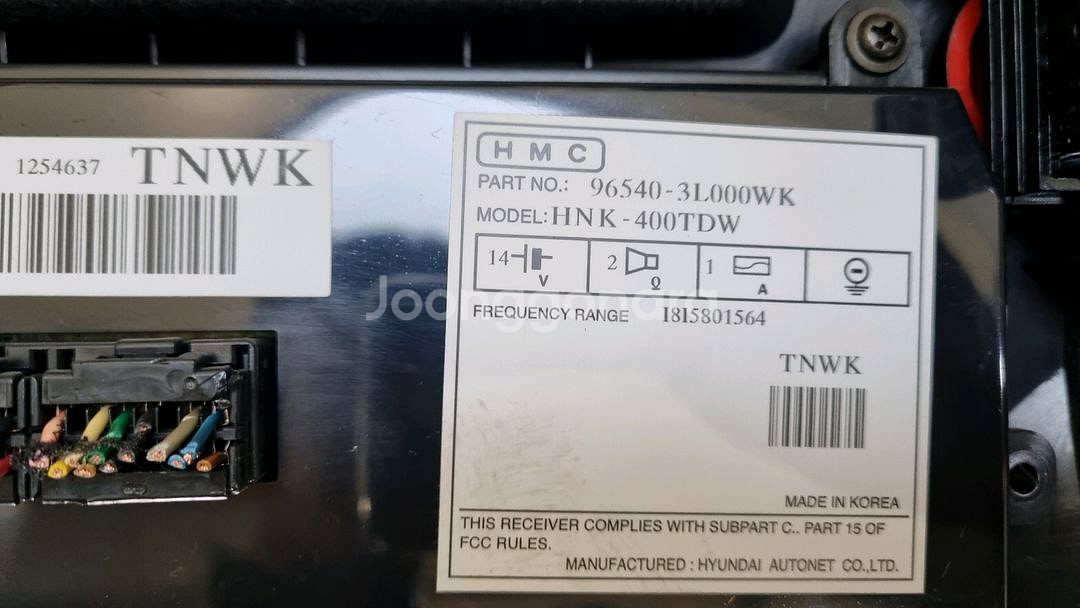 1254637 TNWK
HMC
PART NO.: 96540-3L000WK
MODEL: HNK-400TDW
14 V 2 Ω 1 A
Joonggonara
FREQUENCY RANGE I8I5801564
TNWK
MADE IN KOREA
THIS RECEIVER COMPLIES WITH SUBPART C.. PART 15 OF
FCC RULES.
MANUFACTURED : HYUNDAI AUTONET CO.,LTD.